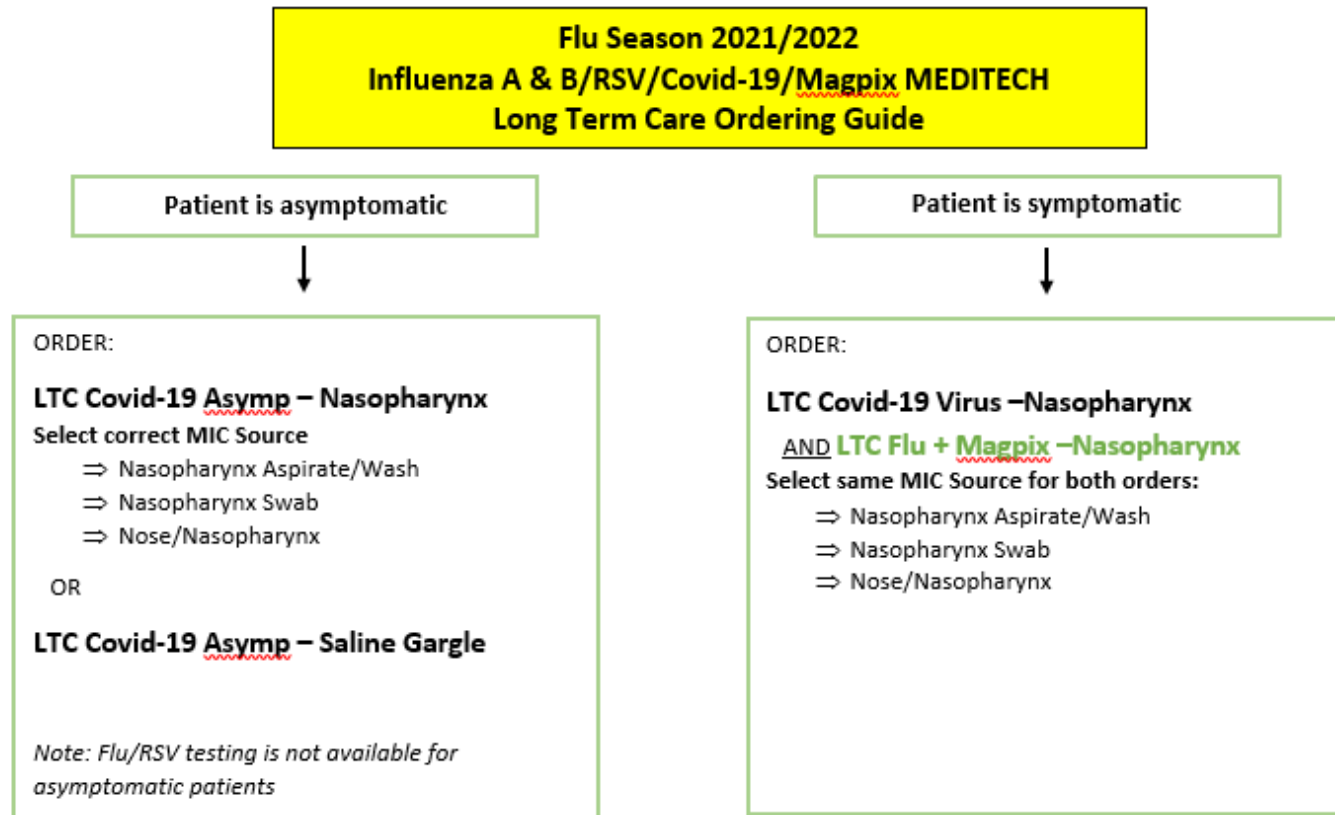 Flu Season 2021/2022
Influenza A & B/RSV/Covid-19/Magpix MEDITECH
Long Term Care Ordering Guide
Patient is asymptomatic
ORDER:
LTC Covid-19 Asymp – Nasopharynx
Select correct MIC Source
⇒ Nasopharynx Aspirate/Wash
⇒ Nasopharynx Swab
⇒ Nose/Nasopharynx
OR
LTC Covid-19 Asymp – Saline Gargle
Note: Flu/RSV testing is not available for
asymptomatic patients
Patient is symptomatic
ORDER:
LTC Covid-19 Virus –Nasopharynx
AND LTC Flu + Magpix –Nasopharynx
Select same MIC Source for both orders:
⇒ Nasopharynx Aspirate/Wash
⇒ Nasopharynx Swab
⇒ Nose/Nasopharynx